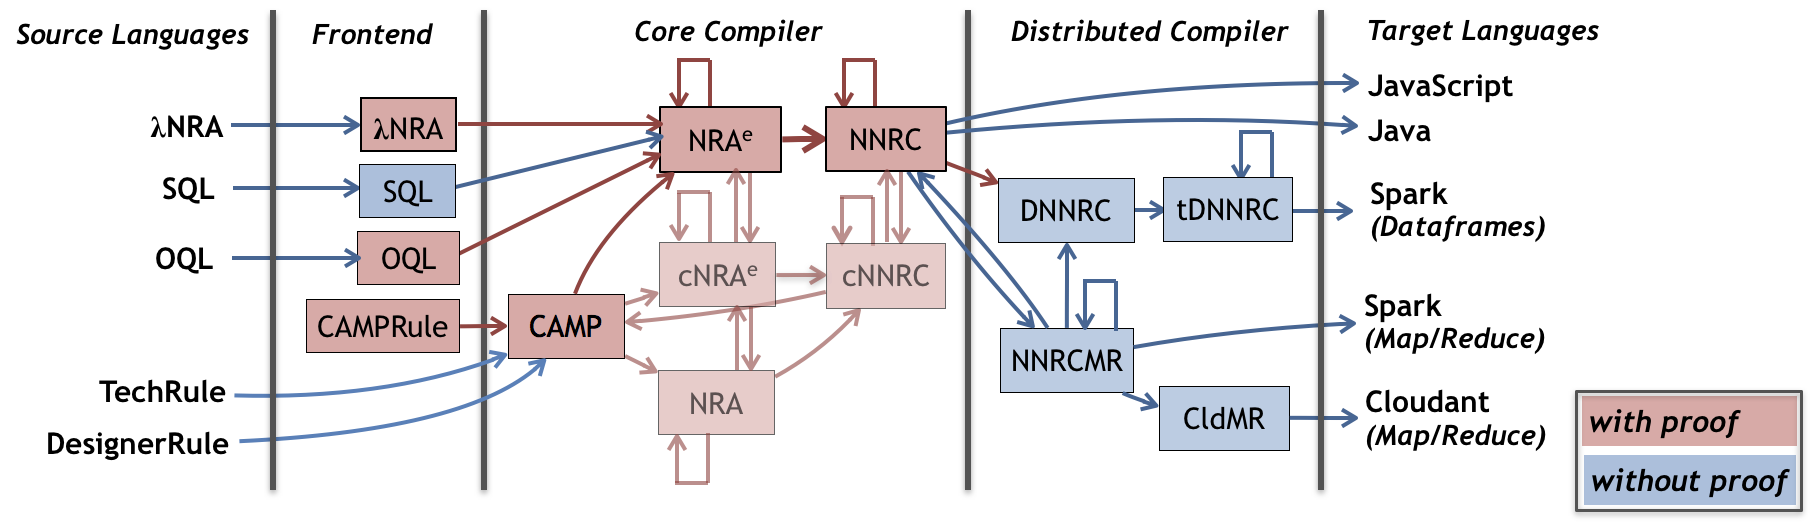 Source Languages
Frontend
Core Compiler
Distributed Compiler
Target Languages
λNRA
SQL
OQL
TechRule
DesignerRule
λNRA
SQL
OQL
CAMPRule
NRAᵉ
NNRC
cNRAᵉ
cNNRC
CAMP
NRA
DNNRC
tDNNRC
NNRCMR
CldMR
JavaScript
Java
Spark
(Dataframes)
Spark
(Map/Reduce)
Cloudant
(Map/Reduce)
with proof
without proof